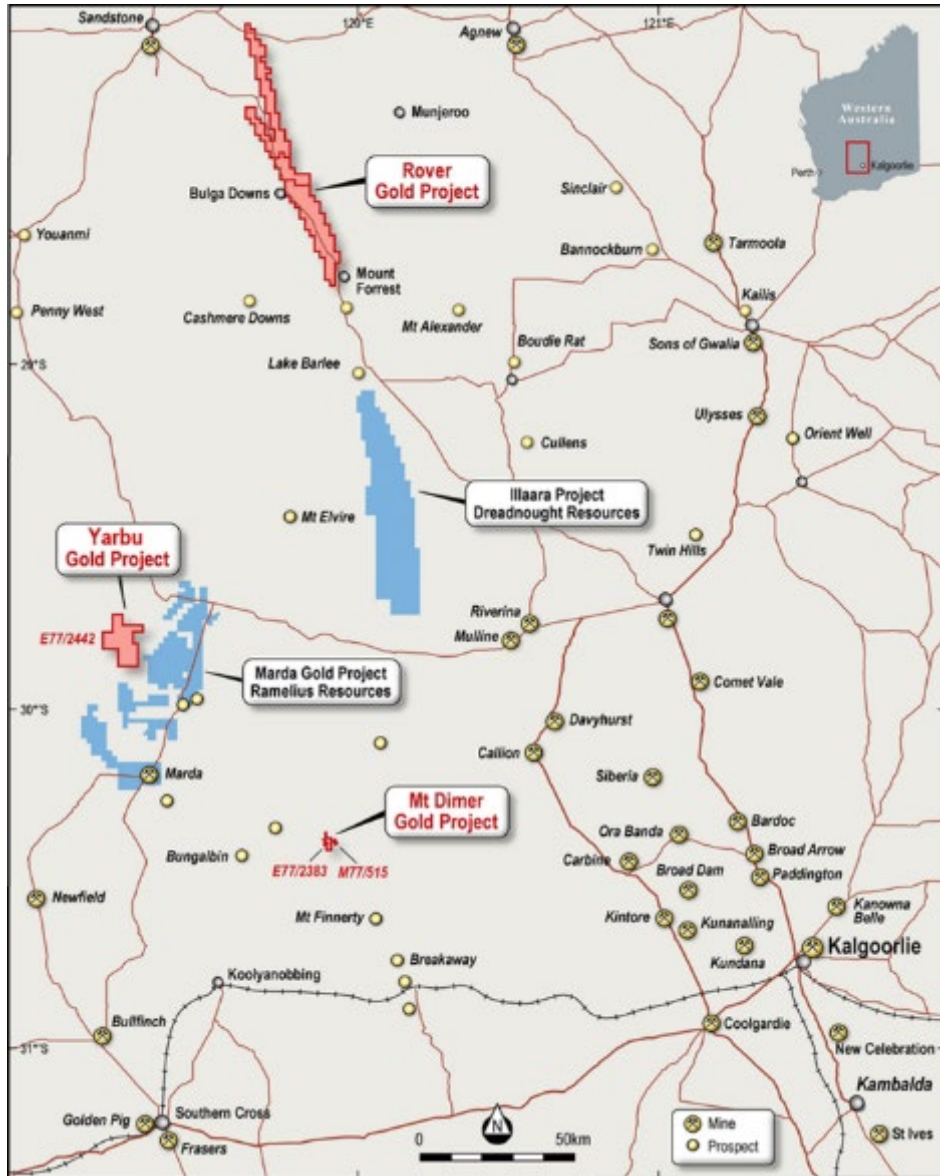 Sandstone
120°E
Agnew
121°E
Munjeroo
Western
Australia
Perth
Kalgoorlie
Rover
Gold Project
Bulga Downs
Sinclair
Youanmi
Bannockburn
Tarmoola
Mount
Forrest
Penny West
Cashmere Downs
Mt Alexander
Kailis
Sons of Gwalia
Boudie Rat
29°S
Lake Barlee
Ulysses
Cullens
Orient Well
Illaara Project
Dreadnought Resources
Mt Elvire
Yarbu
Gold Project
Twin Hills
E77/2442
Riverina
Mulline
Marda Gold Project
Ramelius Resources
Comet Vale
30°S
Davyhurst
Callion
Marda
Siberia
Mt Dimer
Gold Project
Bardoc
Ora Banda
Bungalbin
E77/2383
M77/515
Carbine
Broad Arrow
Broad Dam
Paddington
Newfield
Mt Finnerty
Kintore
Kunanalling
Kanowna
Belle
Kundana
Kalgoorlie
Breakaway
Koolyanobbing
Bullfinch
Coolgardie
31°S
New Celebration
Kambalda
Golden Pig
Southern Cross
Frasers
N
0
50km
Mine
Prospect
St Ives